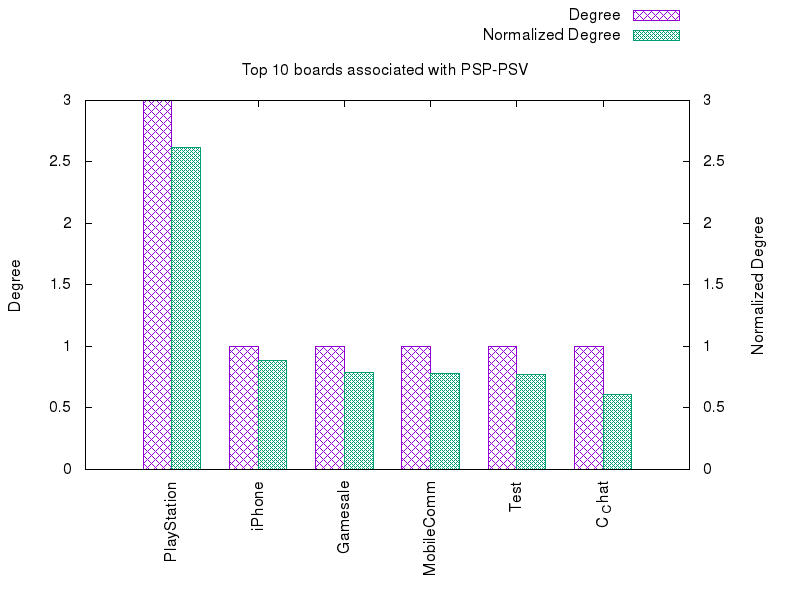 Degree
Normalized Degree
Top 10 boards associated with PSP-PSV
3
2.5
2
1.5
1
0.5
0
3
2.5
2
1.5
1
0.5
0
Degree
Normalized Degree
PlayStation
iPhone
Gamesale
MobileComm
Test
C_Chat